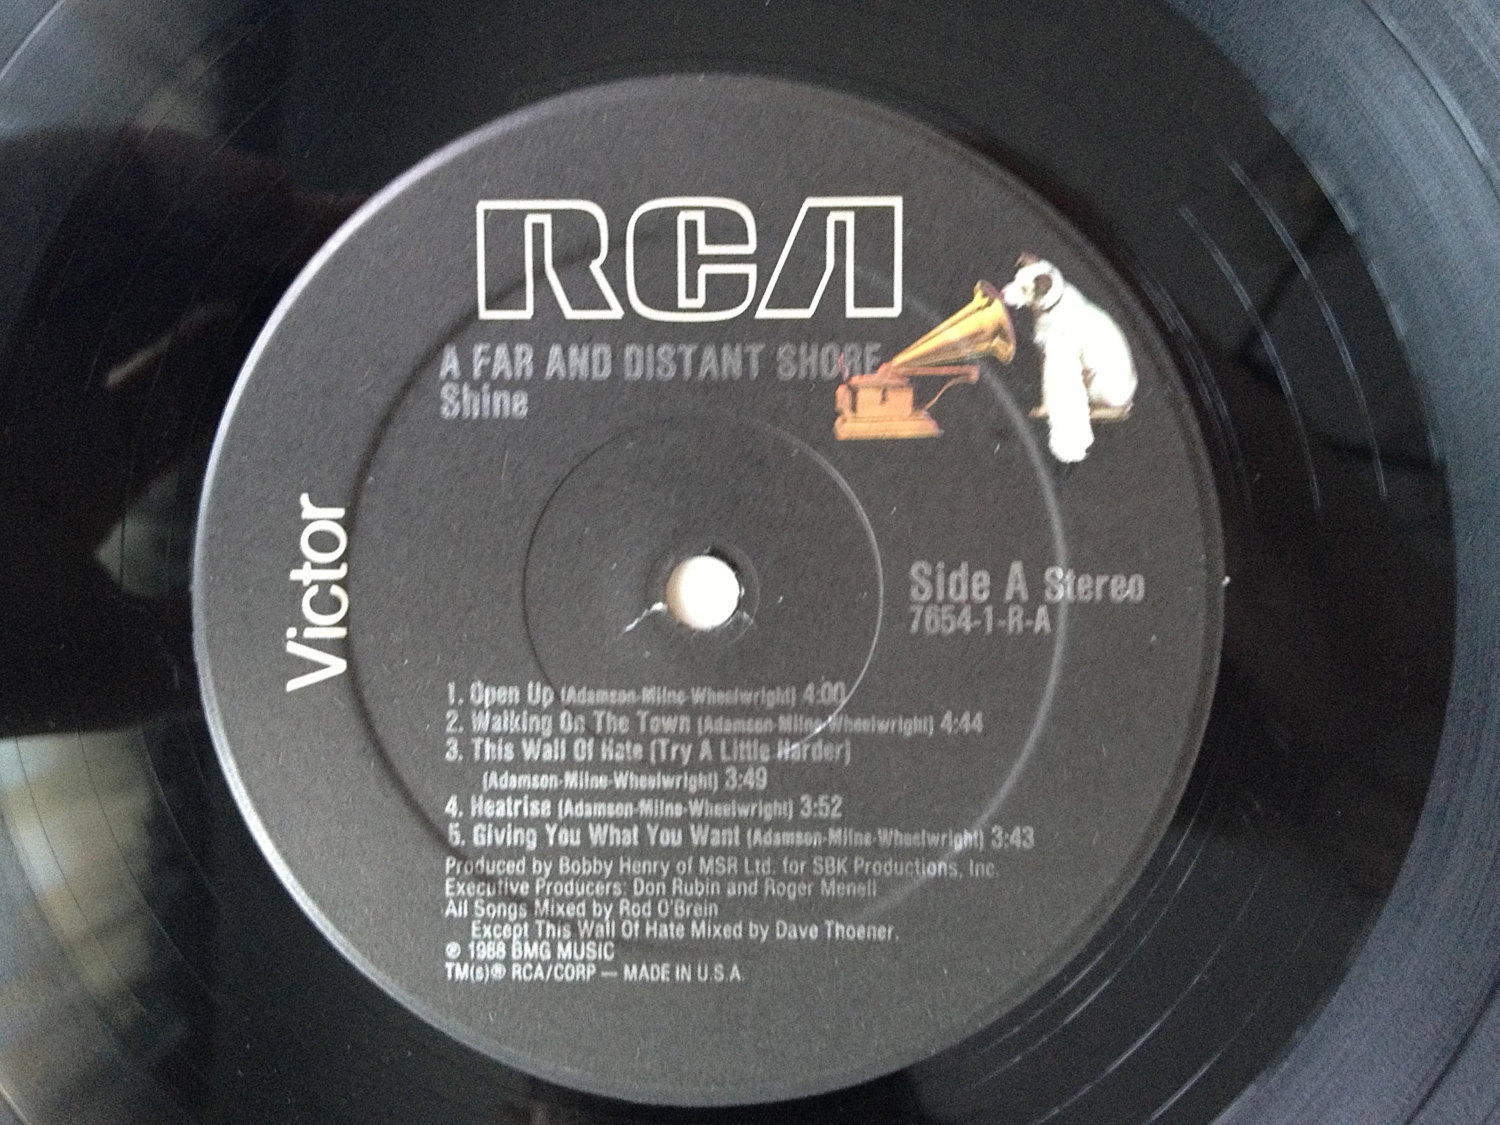 RCA
A FAR AND DISTANT SHORE
Shine
Victor
Side A Stereo
7654-1-R-A
1. Open Up (Adamson-Milne-Wheelwright) 4:00
2. Walking On The Town (Adamson-Milne-Wheelwright) 4:44
3. This Wall Of Hate (Try A Little Harder)
(Adamson-Milne-Wheelwright) 3:49
4. Heatrise (Adamson-Milne-Wheelwright) 3:52
5. Giving You What You Want (Adamson-Milne-Wheelwright) 3:43
Produced by Bobby Henry of MSR Ltd. for SBK Productions, Inc.
Executive Producers: Don Rubin and Roger Menell
All Songs Mixed by Rod O'Brein
Except This Wall Of Hate Mixed by Dave Thoener.
℗ 1988 BMG MUSIC
TM(s)® RCA/CORP — MADE IN U.S.A.